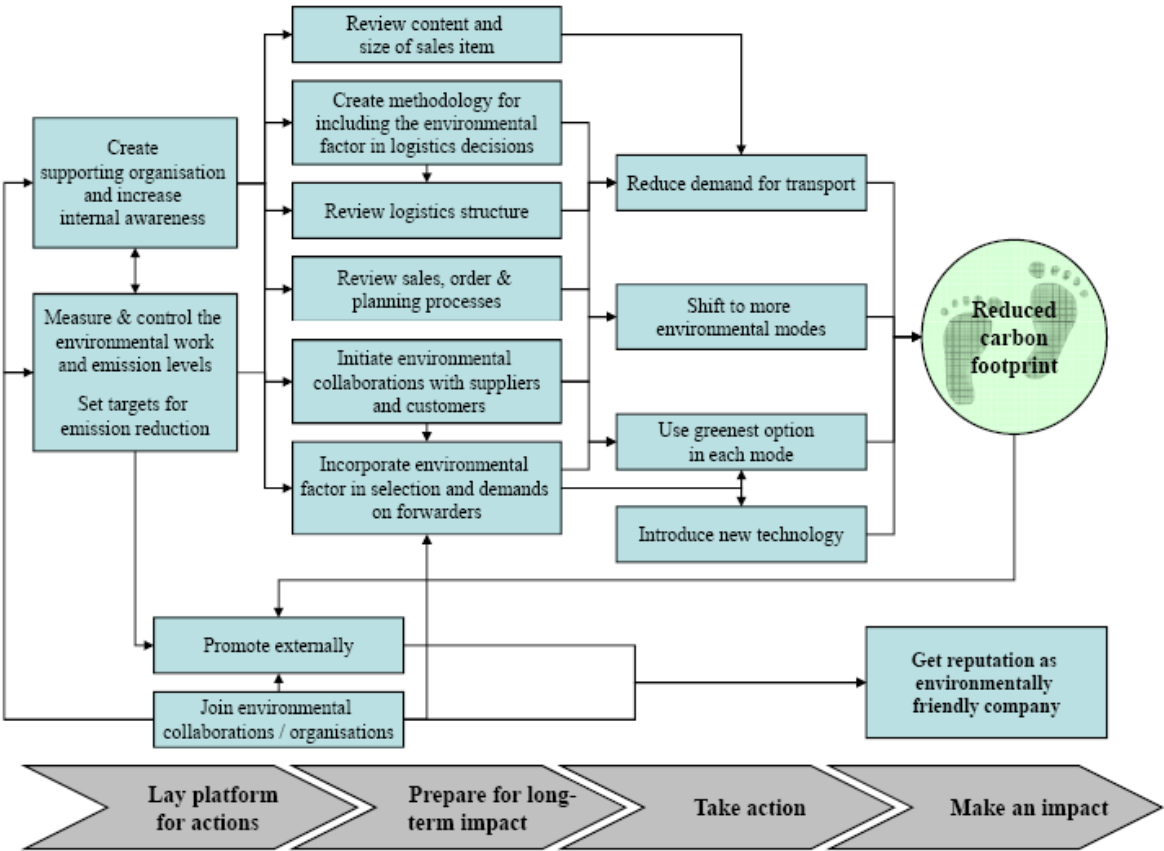 Review content and
size of sales item
Create methodology for
including the environmental
factor in logistics decisions
Create
supporting organisation
and increase
internal awareness
Reduce demand for transport
Review logistics structure
Review sales, order &
planning processes
Measure & control the
environmental work
and emission levels
Set targets for
emission reduction
Shift to more
environmental modes
Reduced
carbon
footprint
Initiate environmental
collaborations with suppliers
and customers
Use greenest option
in each mode
Incorporate environmental
factor in selection and demands
on forwarders
Introduce new technology
Promote externally
Get reputation as
environmentally
friendly company
Join environmental
collaborations / organisations
Lay platform
for actions
Prepare for long-
term impact
Take action
Make an impact